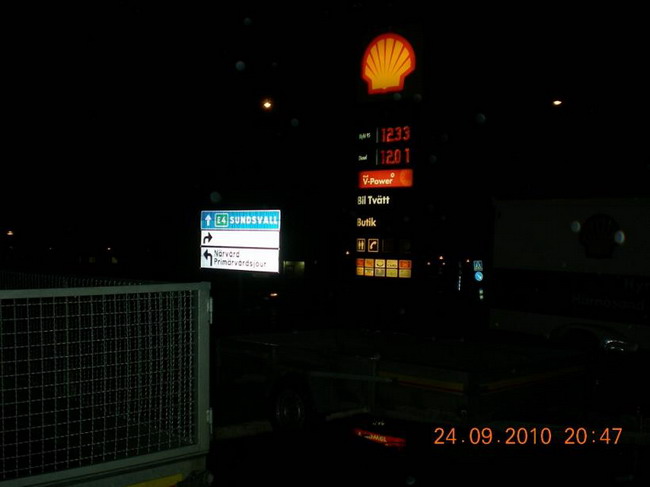 12.33
12.01
V-Power
Bil Tvätt
Butik
E4 SUNDSVALL
Närvård
Primärvårdsjour
24.09.2010 20:47